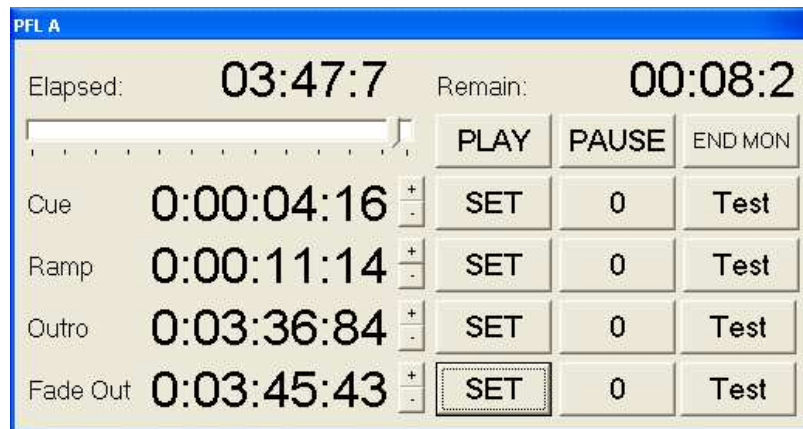 PFL A
Elapsed: 03:47:7 Remain: 00:08:2
PLAY PAUSE END MON
Cue 0:00:04:16 + - SET 0 Test
Ramp 0:00:11:14 + - SET 0 Test
Outro 0:03:36:84 + - SET 0 Test
Fade Out 0:03:45:43 + - SET 0 Test